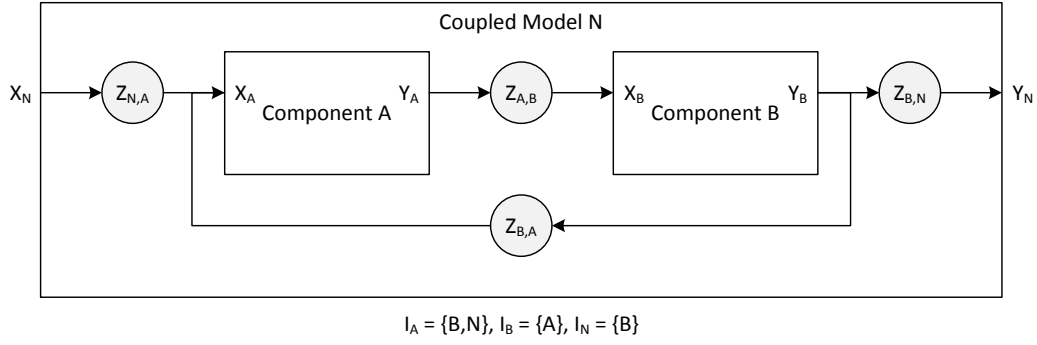 Coupled Model N
X_N
Z_N,A
X_A
Y_A
Component A
Z_A,B
X_B
Y_B
Component B
Z_B,N
Y_N
Z_B,A
I_A = {B,N}, I_B = {A}, I_N = {B}